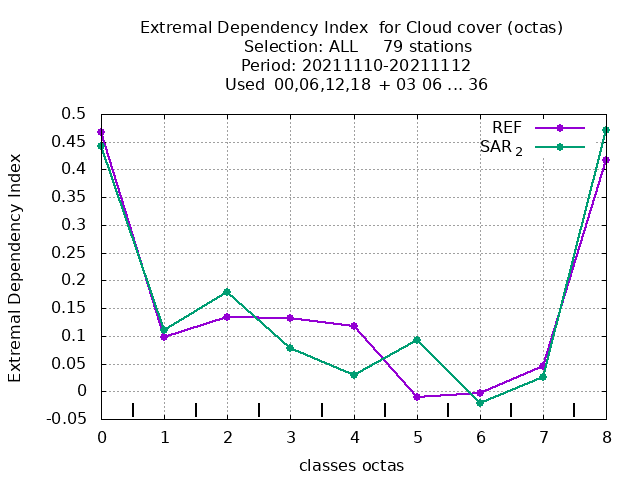 Extremal Dependency Index  for Cloud cover (octas)
Selection: ALL     79 stations
Period: 20211110-20211112
Used  00,06,12,18 + 03 06 ... 36
REF
SAR 2
0.5
0.45
0.4
0.35
0.3
0.25
0.2
0.15
0.1
0.05
0
-0.05
Extremal Dependency Index
0 1 2 3 4 5 6 7 8
classes octas